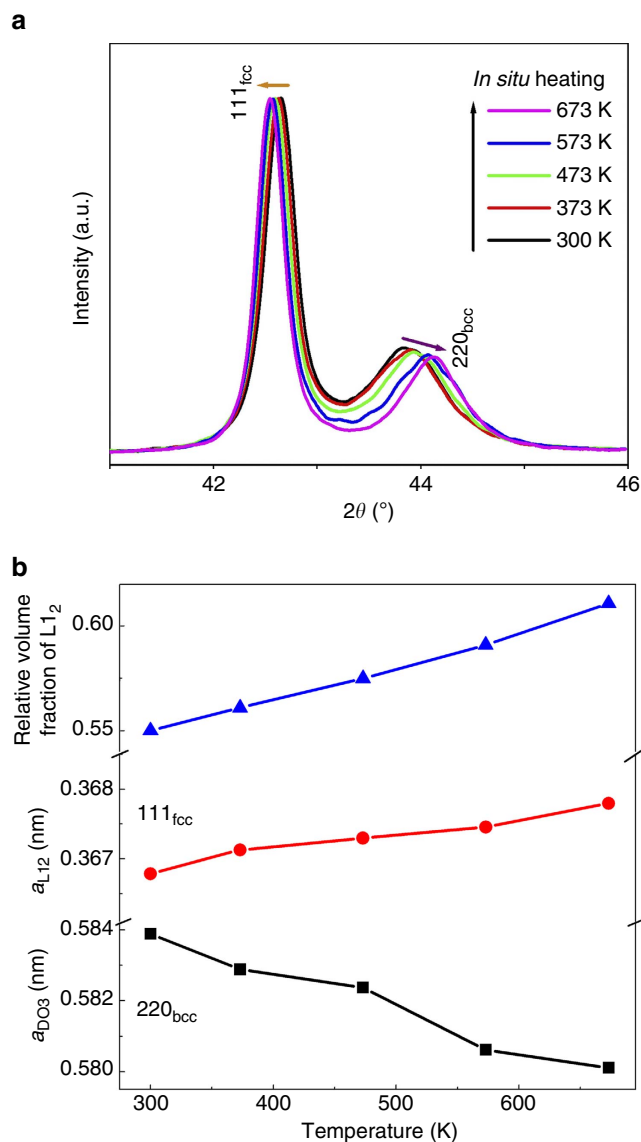 a
111fcc
In situ heating
673 K
573 K
473 K
373 K
300 K
220bcc
Intensity (a.u.)
42
44
46
2θ (°)
b
Relative volume
fraction of L1₂
0.60
0.55
aL12 (nm)
0.368
0.367
111fcc
aDO3 (nm)
0.584
0.582
0.580
220bcc
300
400
500
600
Temperature (K)